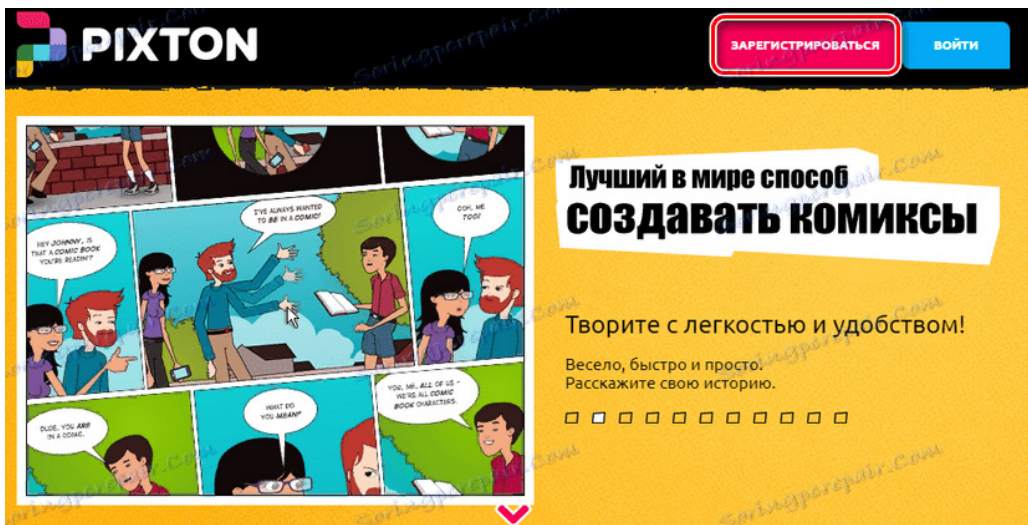 PIXTON
ЗАРЕГИСТРИРОВАТЬСЯ
ВОЙТИ
HEY JOHNNY, IS
THAT A COMIC BOOK
YOU'RE READIN'?
I'VE ALWAYS WANTED
TO BE IN A COMIC!
OOH, ME
TOO!
DUDE, YOU ARE
IN A COMIC.
WHAT DO
YOU MEAN?
YOU, ME, ALL OF US -
WE'RE ALL COMIC
BOOK CHARACTERS.
Лучший в мире способ
СОЗДАВАТЬ КОМИКСЫ
Творите с легкостью и удобством!
Весело, быстро и просто.
Расскажите свою историю.